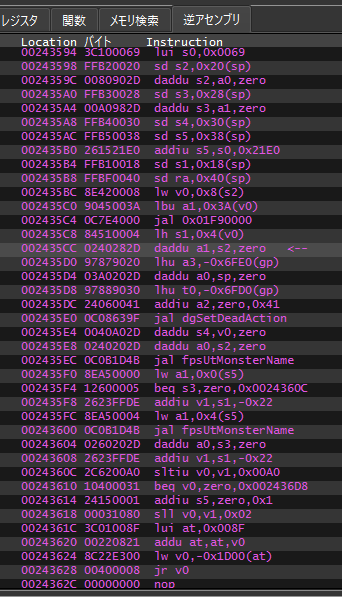 レジスタ 関数 メモリ検索 逆アセンブリ
Location バイト Instruction
00243594 3C100069 lui s0,0x0069
00243598 FFB20020 sd s2,0x20(sp)
0024359C 0080902D daddu s2,a0,zero
002435A0 FFB30028 sd s3,0x28(sp)
002435A4 00A0982D daddu s3,a1,zero
002435A8 FFB40030 sd s4,0x30(sp)
002435AC FFB50038 sd s5,0x38(sp)
002435B0 261521E0 addiu s5,s0,0x21E0
002435B4 FFB10018 sd s1,0x18(sp)
002435B8 FFBF0040 sd ra,0x40(sp)
002435BC 8E420008 lw v0,0x8(s2)
002435C0 9045003A lbu a1,0x3A(v0)
002435C4 0C7E4000 jal 0x01F90000
002435C8 84510004 lh s1,0x4(v0)
002435CC 0240282D daddu a1,s2,zero <--
002435D0 97879020 lhu a3,-0x6FE0(gp)
002435D4 03A0202D daddu a0,sp,zero
002435D8 97889030 lhu t0,-0x6FD0(gp)
002435DC 24060041 addiu a2,zero,0x41
002435E0 0C08639F jal dgSetDeadAction
002435E4 0040A02D daddu s4,v0,zero
002435E8 0240202D daddu a0,s2,zero
002435EC 0C0B1D4B jal fpsUtMonsterName
002435F0 8EA50000 lw a1,0x0(s5)
002435F4 12600005 beq s3,zero,0x0024360C
002435F8 2623FFDE addiu v1,s1,-0x22
002435FC 8EA50004 lw a1,0x4(s5)
00243600 0C0B1D4B jal fpsUtMonsterName
00243604 0260202D daddu a0,s3,zero
00243608 2623FFDE addiu v1,s1,-0x22
0024360C 2C6200A0 sltiu v0,v1,0x00A0
00243610 10400031 beq v0,zero,0x002436D8
00243614 24150001 addiu s5,zero,0x1
00243618 00031080 sll v0,v1,0x02
0024361C 3C01008F lui at,0x008F
00243620 00220821 addu at,at,v0
00243624 8C22E300 lw v0,-0x1D00(at)
00243628 00400008 jr v0
0024362C 00000000 nop